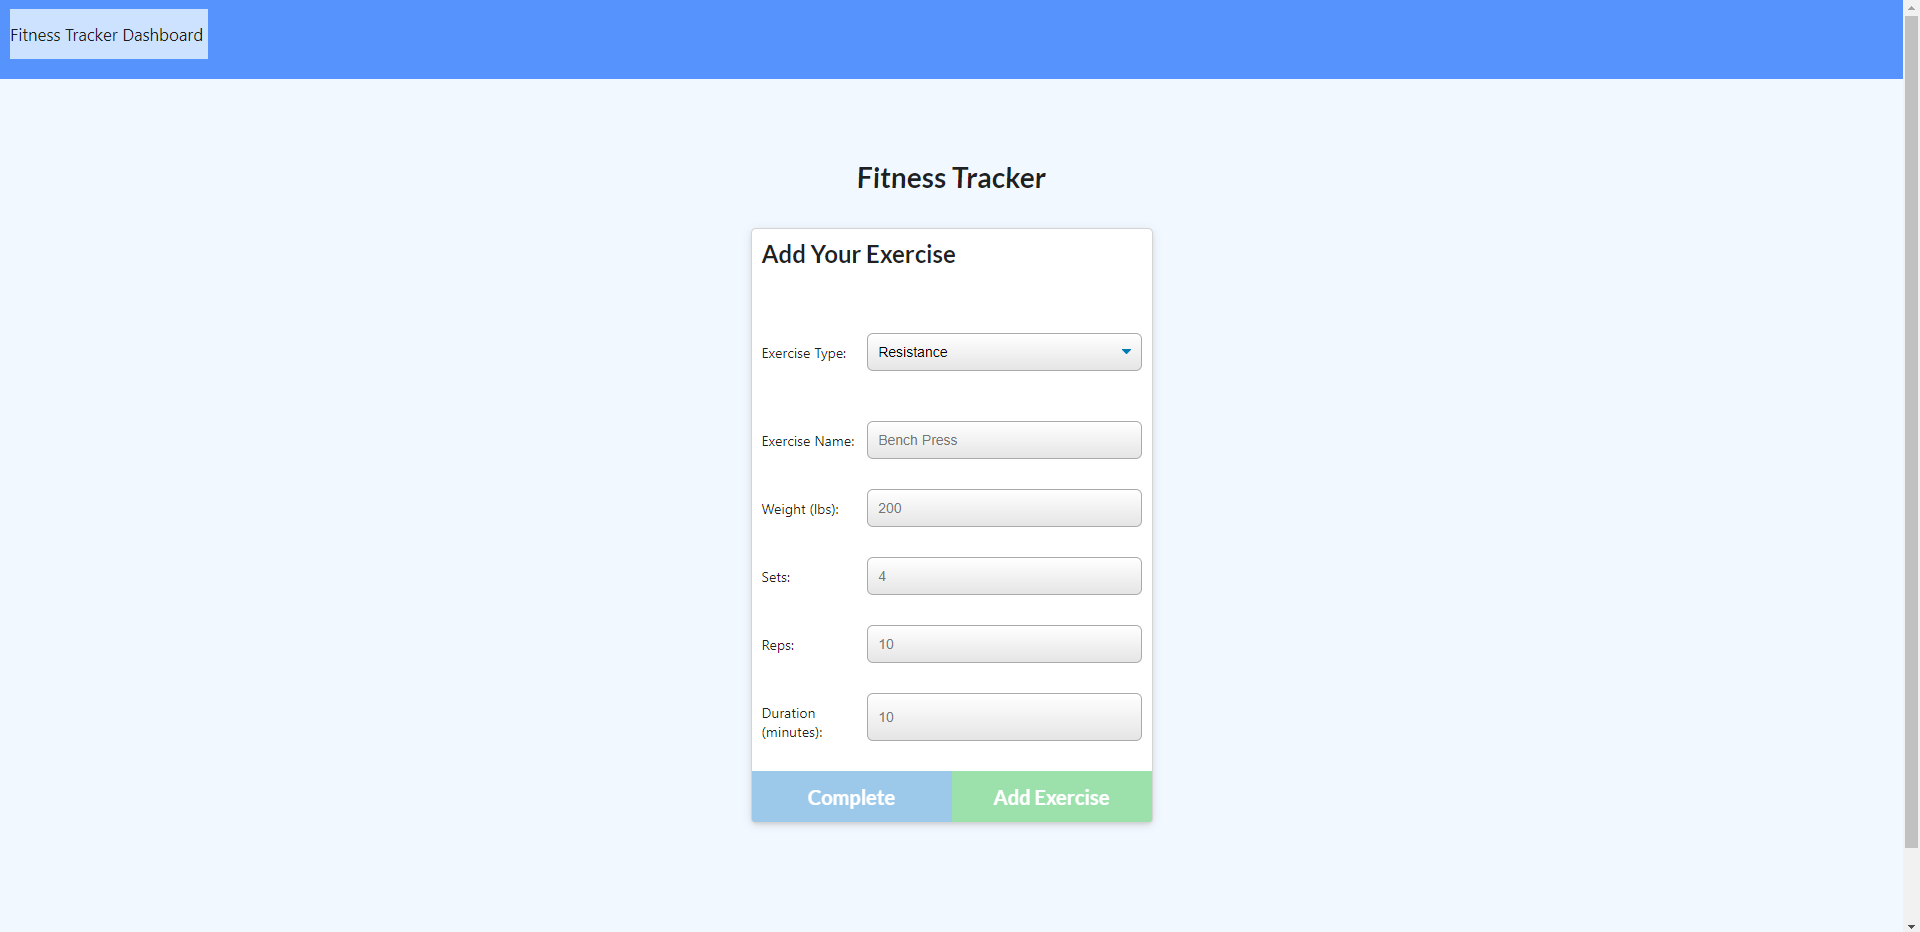 Fitness Tracker Dashboard
Fitness Tracker
Add Your Exercise
Exercise Type: Resistance
Exercise Name: Bench Press
Weight (lbs): 200
Sets: 4
Reps: 10
Duration (minutes): 10
Complete Add Exercise